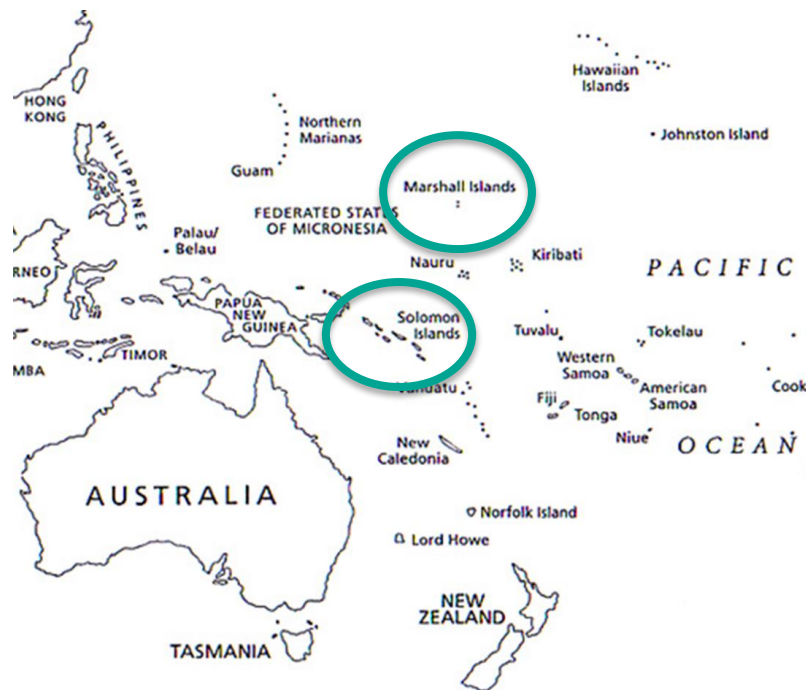 HONG
KONG
PHILIPPINES
Northern
Marianas
Guam
Hawaiian
Islands
Johnston Island
Marshall Islands
FEDERATED STATES
OF MICRONESIA
Palau/
Belau
Nauru
Kiribati
PACIFIC
RNEO
PAPUA
NEW
GUINEA
Solomon
Islands
Tuvalu
Tokelau
MBA
TIMOR
Western
Samoa
American
Samoa
Cook
Vanuatu
Fiji
Tonga
Niue
OCEAN
New
Caledonia
AUSTRALIA
Norfolk Island
Lord Howe
NEW
ZEALAND
TASMANIA